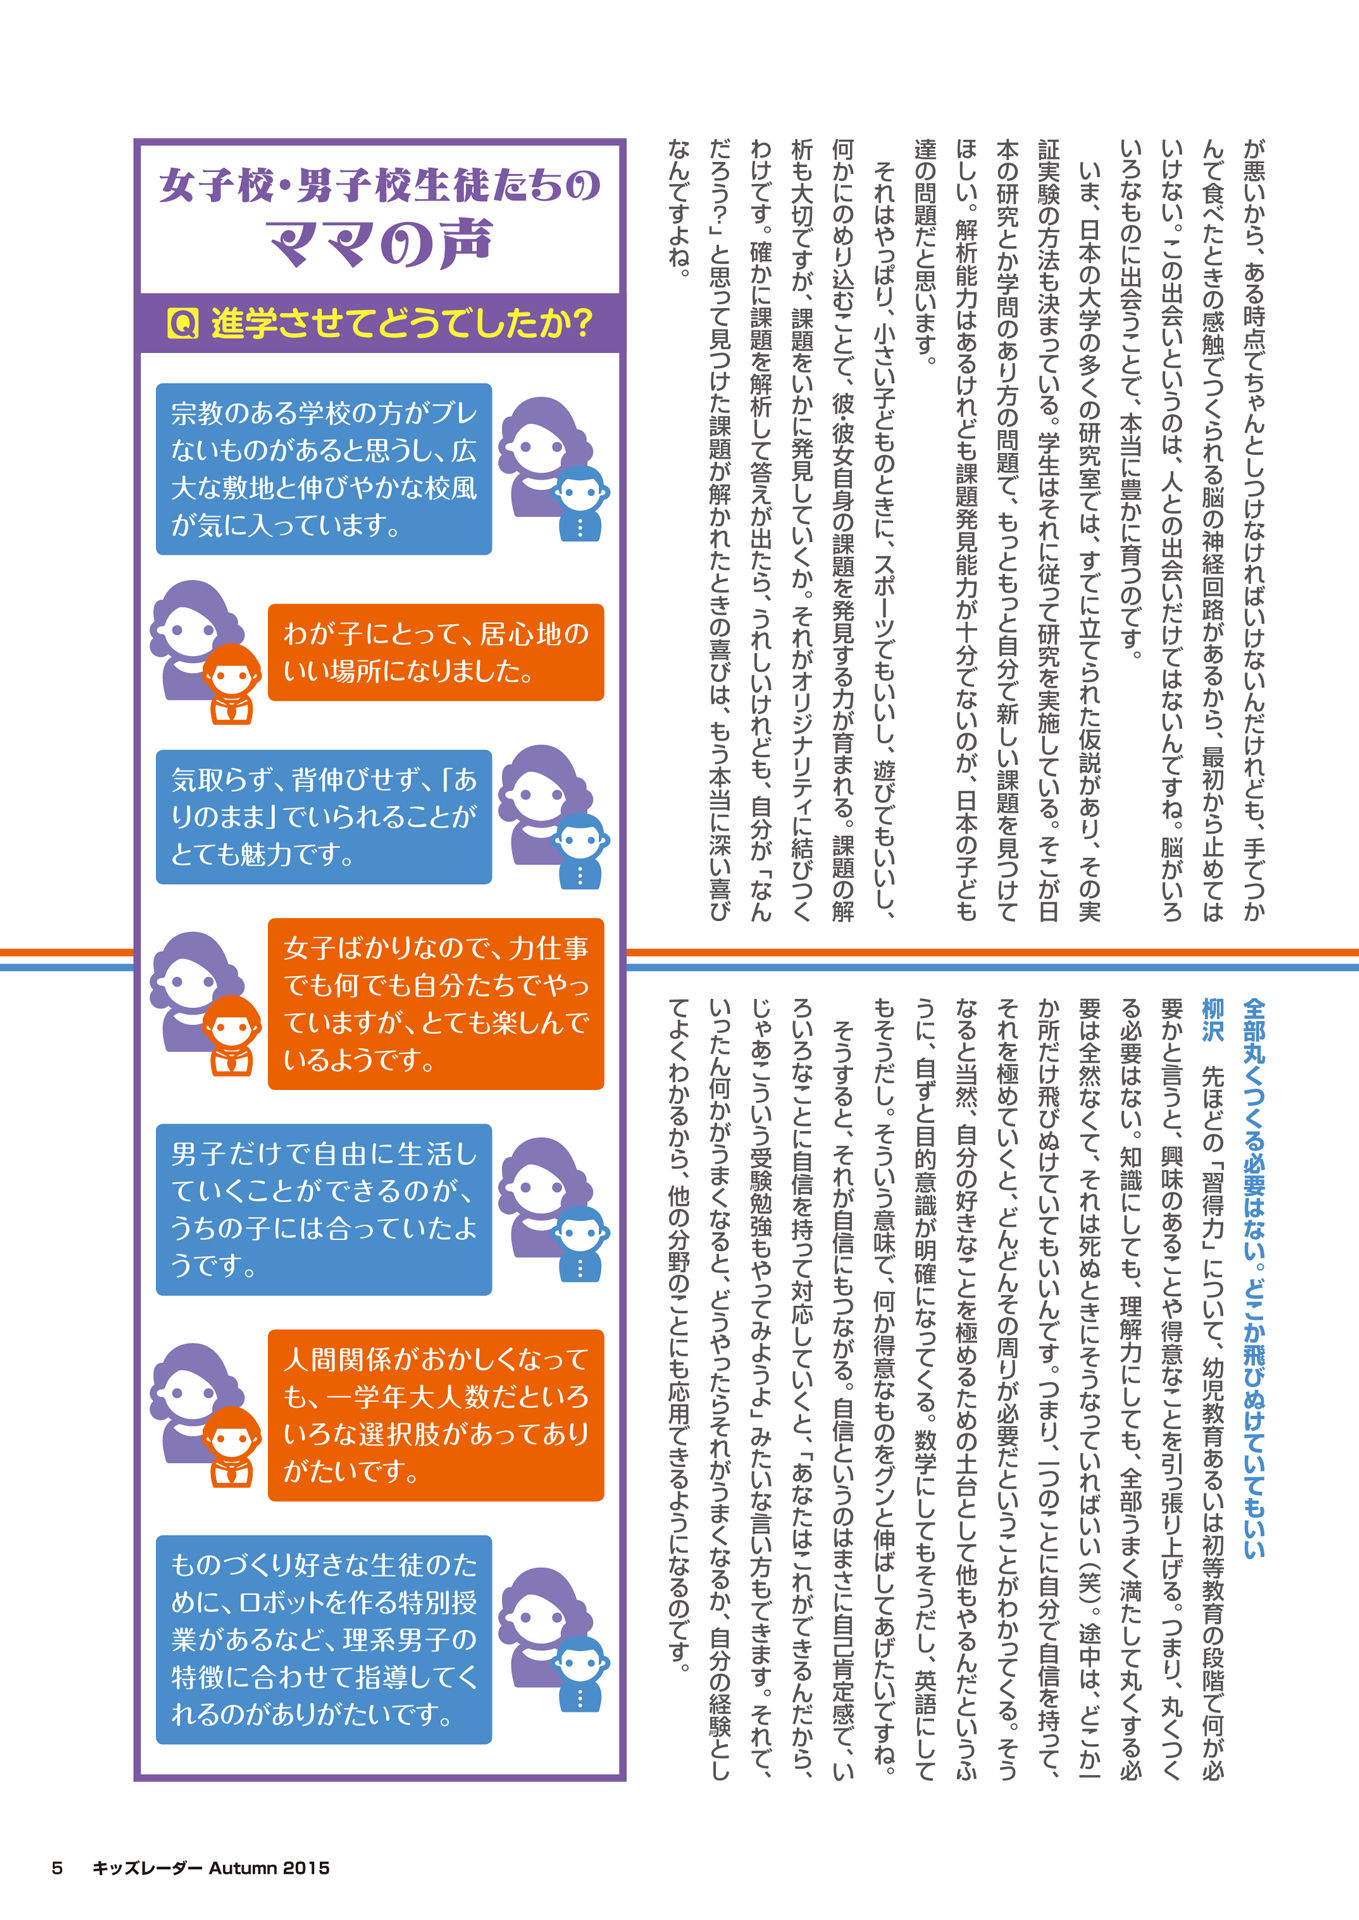 が悪いから、ある時点でちゃんとしつけなければいけないんだけれども、手でつか
んで食べたときの感触でつくられる脳の神経回路があるから、最初から止めては
いけない。この出会いというのは、人との出会いだけではないんですね。脳がいろ
いろなものに出会うことで、本当に豊かに育つのです。
いま、日本の大学の多くの研究室では、すでに立てられた仮説があり、その実
証実験の方法も決まっている。学生はそれに従って研究を実施している。そこが日
本の研究とか学問のあり方の問題で、もっともっと自分で新しい課題を見つけて
ほしい。解析能力はあるけれども課題発見能力が十分でないのが、日本の子ども
達の問題だと思います。
それはやっぱり、小さい子どものときに、スポーツでもいいし、遊びでもいいし、
何かにのめり込むことで、彼・彼女自身の課題を発見する力が育まれる。課題の解
析も大切ですが、課題をいかに発見していくか。それがオリジナリティに結びつく
わけです。確かに課題を解析して答えが出たら、うれしいけれども、自分が「なん
だろう?」と思って見つけた課題が解かれたときの喜びは、もう本当に深い喜び
なんですよね。
全部丸くつくる必要はない。どこか飛びぬけていてもいい
柳沢　先ほどの「習得力」について、幼児教育あるいは初等教育の段階で何が必
要かと言うと、興味のあることや得意なことを引っ張り上げる。つまり、丸くつく
る必要はない。知識にしても、理解力にしても、全部うまく満たして丸くする必
要は全然なくて、それは死ぬときにそうなっていればいい（笑）。途中は、どこか一
か所だけ飛びぬけていてもいいんです。つまり、一つのことに自分で自信を持って、
それを極めていくと、どんどんその周りが必要だということがわかってくる。そう
なると当然、自分の好きなことを極めるための土台として他もやるんだというふ
うに、自ずと目的意識が明確になってくる。数学にしてもそうだし、英語にして
もそうだし。そういう意味で、何か得意なものをグンと伸ばしてあげたいですね。
そうすると、それが自信にもつながる。自信というのはまさに自己肯定感で、い
ろいろなことに自信を持って対応していくと、「あなたはこれができるんだから、
じゃあこういう受験勉強もやってみようよ」みたいな言い方もできます。それで、
いったん何かがうまくなると、どうやったらそれがうまくなるか、自分の経験とし
てよくわかるから、他の分野のことにも応用できるようになるのです。
女子校・男子校生徒たちの
ママの声
Q 進学させてどうでしたか?
宗教のある学校の方がブレ
ないものがあると思うし、広
大な敷地と伸びやかな校風
が気に入っています。
わが子にとって、居心地の
いい場所になりました。
気取らず、背伸びせず、「あ
りのまま」でいられることが
とても魅力です。
女子ばかりなので、力仕事
でも何でも自分たちでやっ
ていますが、とても楽しんで
いるようです。
男子だけで自由に生活し
ていくことができるのが、
うちの子には合っていたよ
うです。
人間関係がおかしくなって
も、一学年大人数だといろ
いろな選択肢があってあり
がたいです。
ものづくり好きな生徒のた
めに、ロボットを作る特別授
業があるなど、理系男子の
特徴に合わせて指導してく
れるのがありがたいです。
5 キッズレーダー Autumn 2015